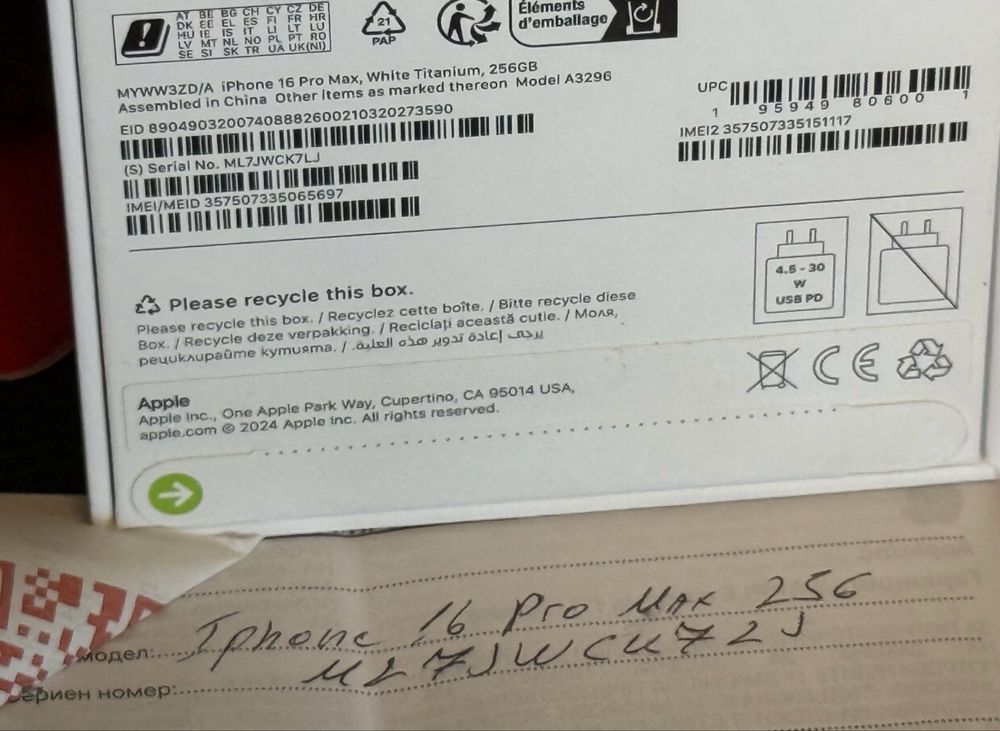 AT BE BG CH CY CZ DE
DK EE EL ES FI FR HR
HU IE IS IT LI LT LU
LV MT NL NO PL PT RO
SE SI SK TR UA UK(NI)
21
PAP
Éléments
d'emballage
MYWW3ZD/A iPhone 16 Pro Max, White Titanium, 256GB
Assembled in China Other items as marked thereon Model A3296
EID 89049032007408882600210320273590
(S) Serial No. ML7JWCK7LJ
IMEI/MEID 357507335065697
UPC
1 95949 80600 1
IMEI2 357507335151117
4.5 - 30
W
USB PD
Please recycle this box.
Please recycle this box. / Recyclez cette boîte. / Bitte recycle diese
Box. / Recycle deze verpakking. / Reciclați această cutie. / Моля,
рециклирайте кутията. / يرجى إعادة تدوير هذه العلبة.
CE
Apple
Apple Inc., One Apple Park Way, Cupertino, CA 95014 USA,
apple.com © 2024 Apple Inc. All rights reserved.
модел: Iphone 16 Pro Max 256
сериен номер: ML7JWCK7LJ